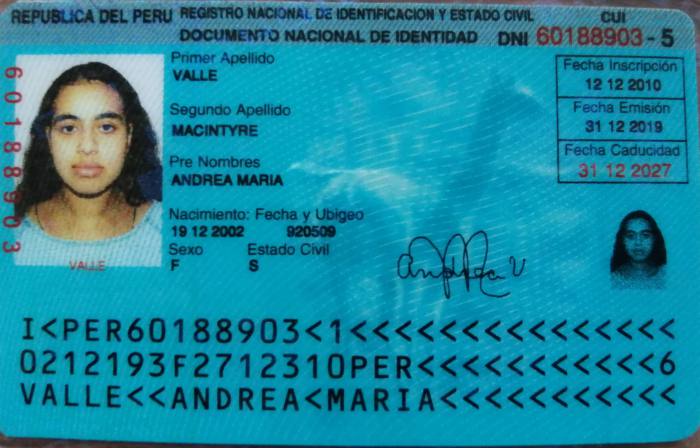 REPUBLICA DEL PERU REGISTRO NACIONAL DE IDENTIFICACION Y ESTADO CIVIL CUI
DOCUMENTO NACIONAL DE IDENTIDAD DNI 60188903 - 5
Primer Apellido
VALLE
Segundo Apellido
MACINTYRE
Pre Nombres
ANDREA MARIA
Nacimiento: Fecha y Ubigeo
19 12 2002 920509
Sexo Estado Civil
F S
Fecha Inscripción
12 12 2010
Fecha Emisión
31 12 2019
Fecha Caducidad
31 12 2027
60188903
VALLE
I<PER60188903<1<<<<<<<<<<<<<<<
0212193F2712310PER<<<<<<<<<<<6
VALLE<<ANDREA<MARIA<<<<<<<<<<<